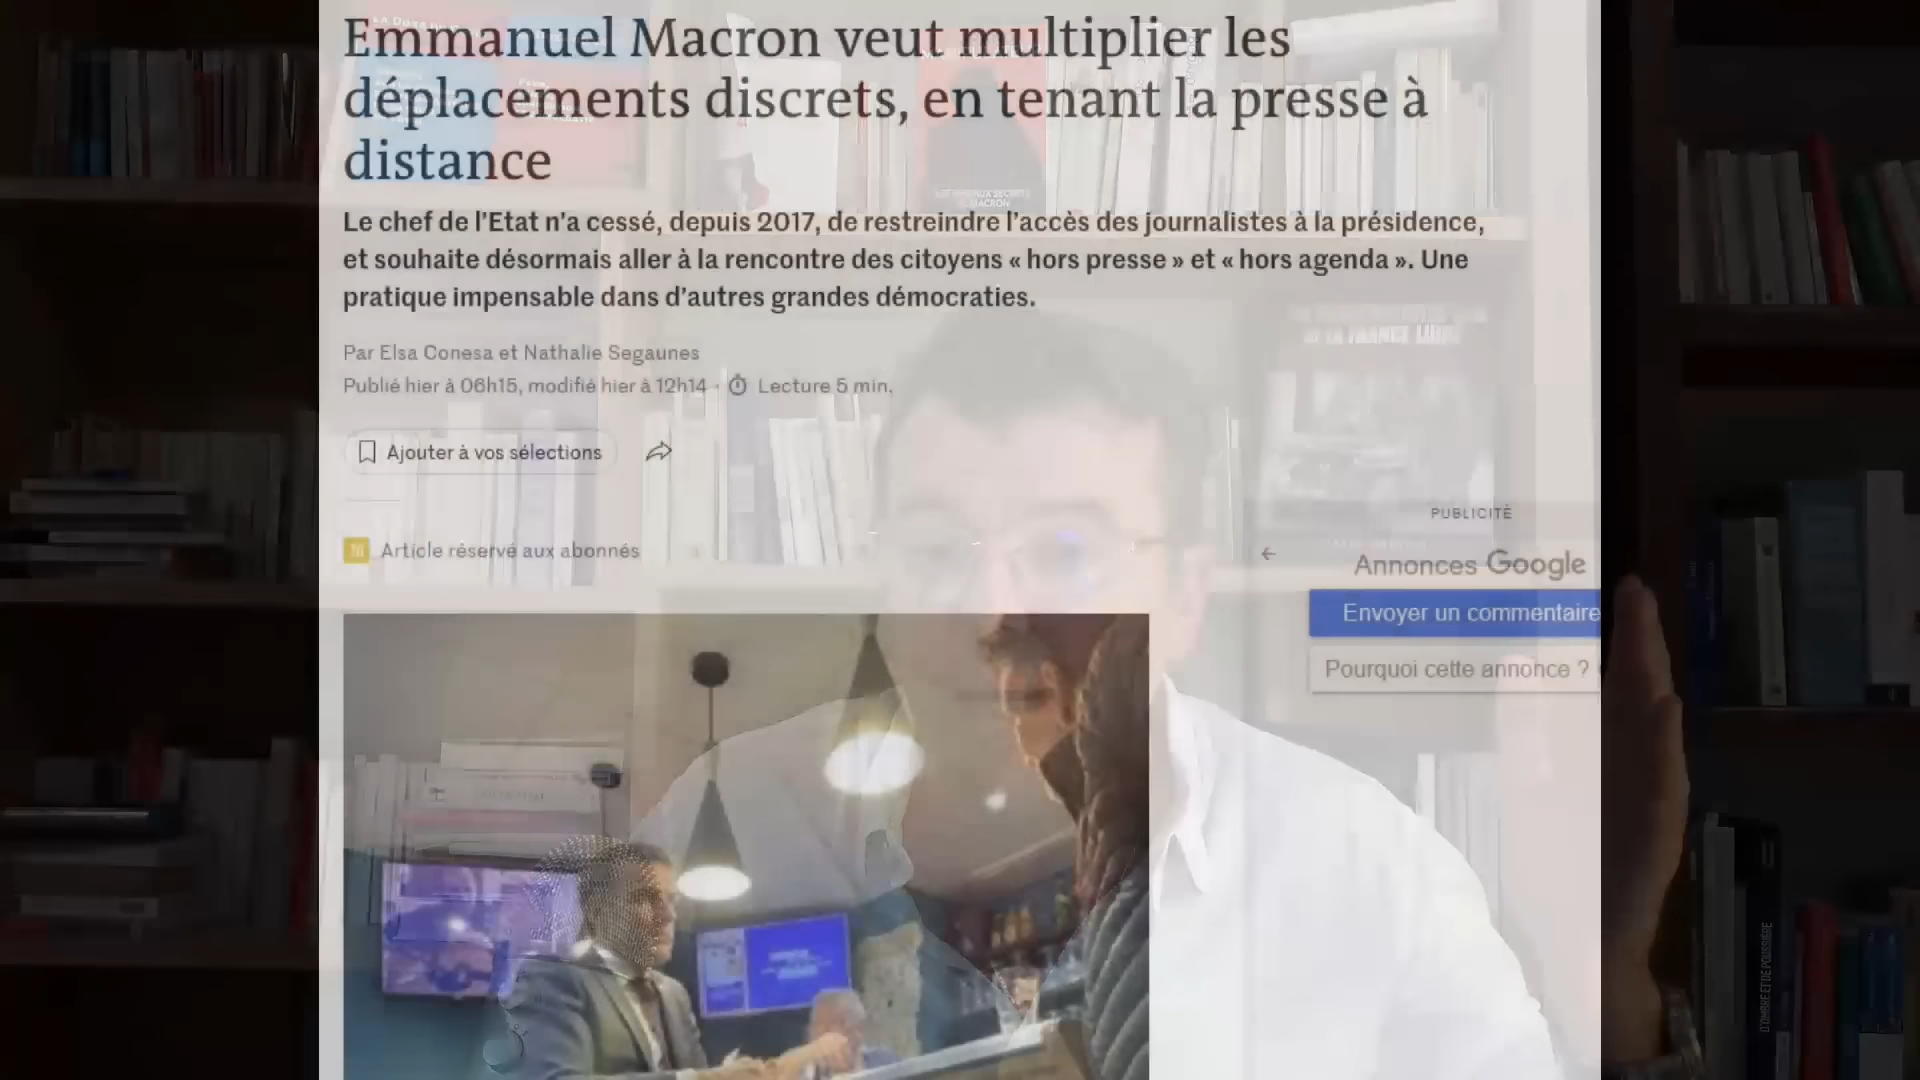 Emmanuel Macron veut multiplier les
déplacements discrets, en tenant la presse à
distance
Le chef de l'Etat n'a cessé, depuis 2017, de restreindre l'accès des journalistes à la présidence,
et souhaite désormais aller à la rencontre des citoyens « hors presse » et « hors agenda ». Une
pratique impensable dans d'autres grandes démocraties.
Par Elsa Conesa et Nathalie Segaunes
Publié hier à 06h15, modifié hier à 12h14 · Lecture 5 min.
Ajouter à vos sélections
PUBLICITÉ
Article réservé aux abonnés
Annonces Google
Envoyer un commentaire
Pourquoi cette annonce ?
D'OMBRE ET DE POUSSIÈRE